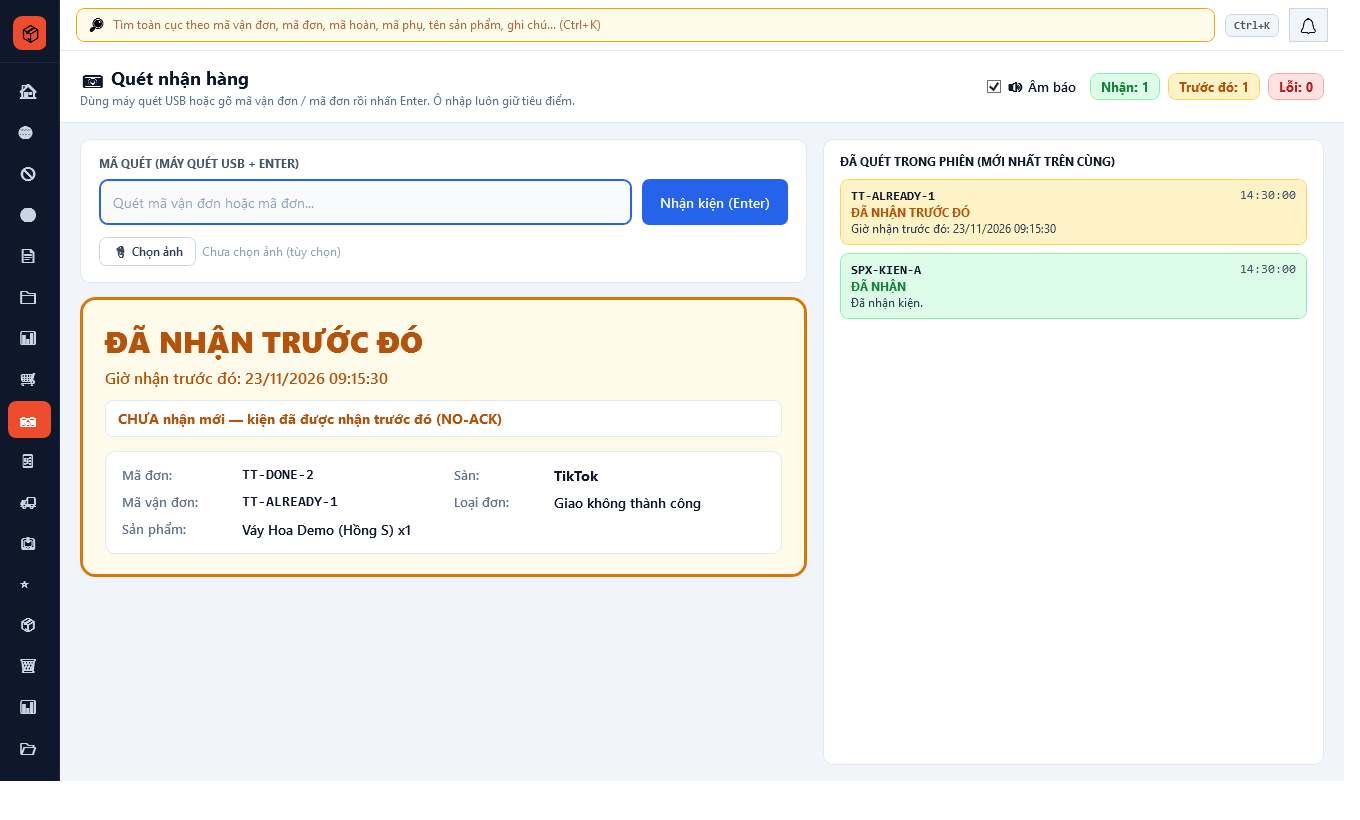 Tìm toàn cục theo mã vận đơn, mã đơn, mã hoàn, mã phụ, tên sản phẩm, ghi chú... (Ctrl+K)
Ctrl+K
Quét nhận hàng
Dùng máy quét USB hoặc gõ mã vận đơn / mã đơn rồi nhấn Enter. Ô nhập luôn giữ tiêu điểm.
Âm báo
Nhận: 1
Trước đó: 1
Lỗi: 0
MÃ QUÉT (MÁY QUÉT USB + ENTER)
Quét mã vận đơn hoặc mã đơn...
Nhận kiện (Enter)
Chọn ảnh
Chưa chọn ảnh (tùy chọn)
ĐÃ NHẬN TRƯỚC ĐÓ
Giờ nhận trước đó: 23/11/2026 09:15:30
CHƯA nhận mới — kiện đã được nhận trước đó (NO-ACK)
Mã đơn: TT-DONE-2 Sàn: TikTok
Mã vận đơn: TT-ALREADY-1 Loại đơn: Giao không thành công
Sản phẩm: Váy Hoa Demo (Hồng S) x1
ĐÃ QUÉT TRONG PHIÊN (MỚI NHẤT TRÊN CÙNG)
TT-ALREADY-1 14:30:00
ĐÃ NHẬN TRƯỚC ĐÓ
Giờ nhận trước đó: 23/11/2026 09:15:30
SPX-KIEN-A 14:30:00
ĐÃ NHẬN
Đã nhận kiện.